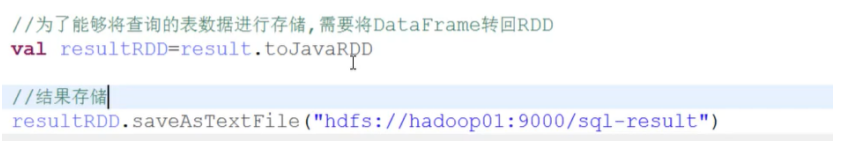 //为了能够将查询的表数据进行存储,需要将DataFrame转回RDD
val resultRDD=result.toJavaRDD
//结果存储
resultRDD.saveAsTextFile("hdfs://hadoop01:9000/sql-result")